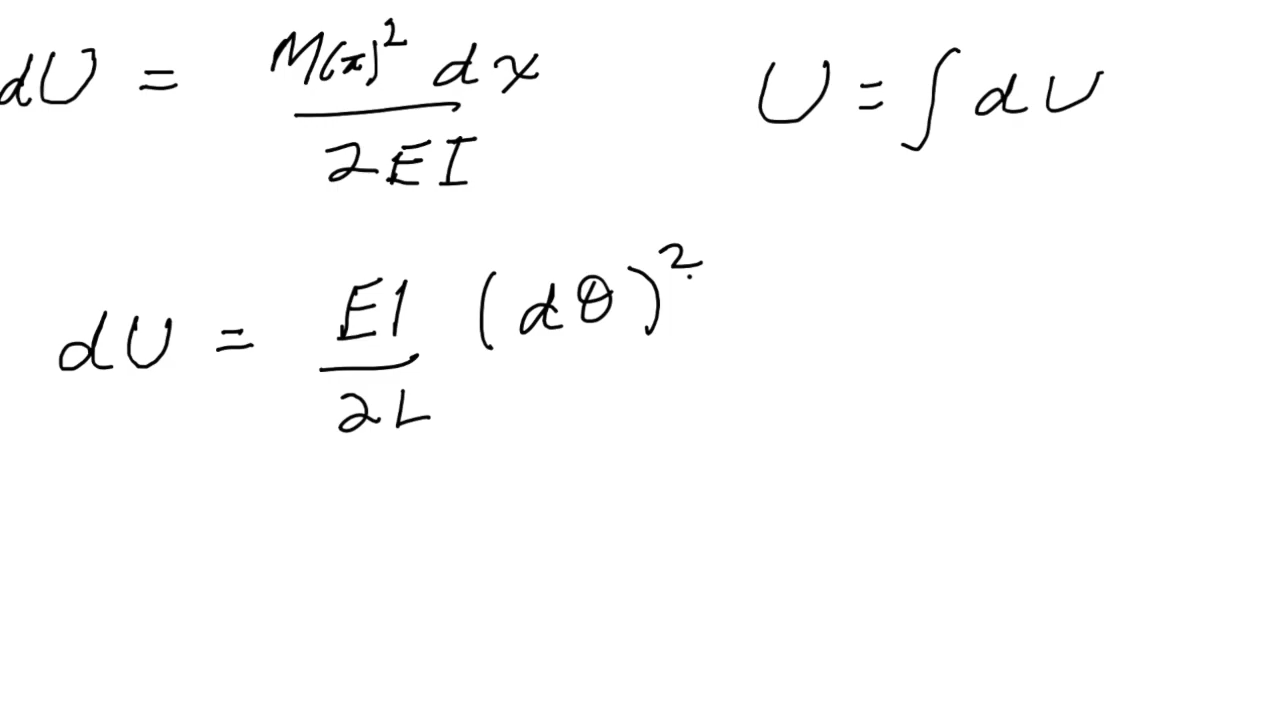 dU = M(x)² dx / 2EI    U = ∫ dU
dU = EI / 2L (dθ)²